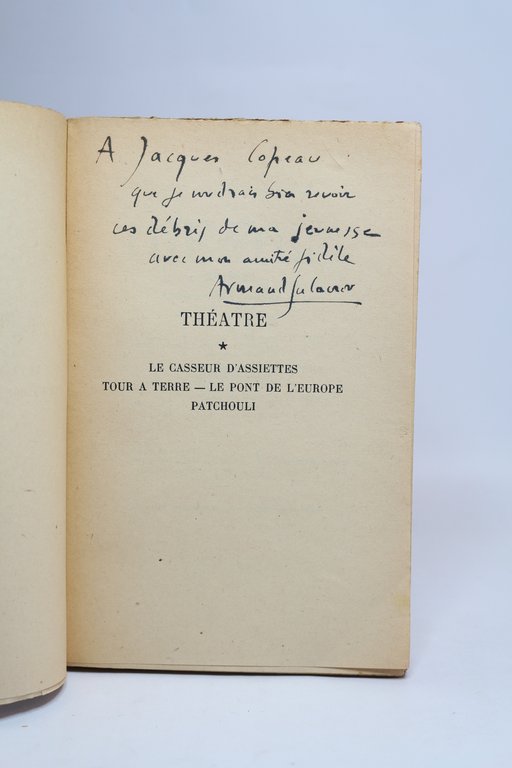 A Jacques Copeau
que je voudrais bien revoir
ces débris de ma jeunesse
avec mon amitié fidèle
Armand Salacrou
THÉATRE
★
LE CASSEUR D'ASSIETTES
TOUR A TERRE — LE PONT DE L'EUROPE
PATCHOULI